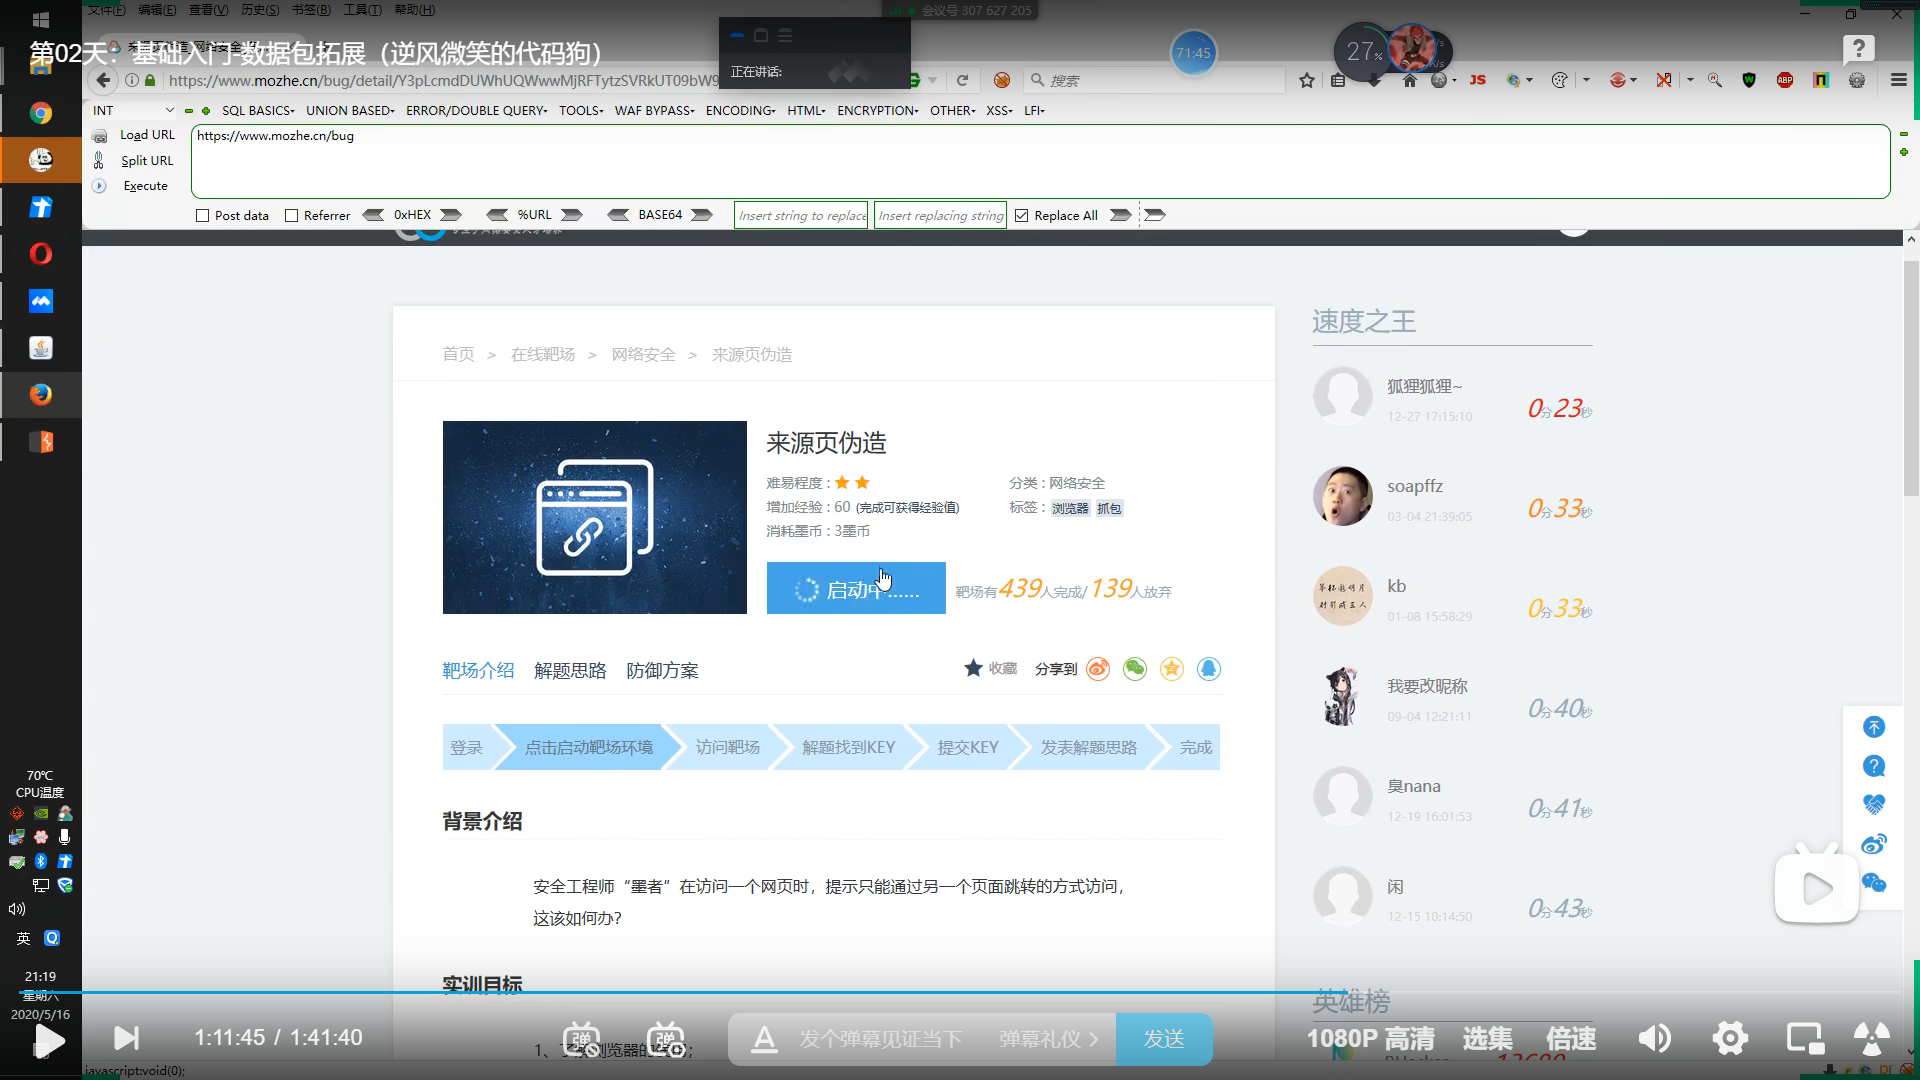 文件(F) 编辑(E) 查看(V) 历史(S) 书签(B) 工具(T) 帮助(H)
会议号 307 627 205
第02天：基础入门-数据包拓展（逆风微笑的代码狗）
正在讲话:
71:45
27%
https://www.mozhe.cn/bug/detail/Y3pLcmdDUWhUQWwwMjRFTytzSVRkUT09bW9
搜索
INT
SQL BASICS
UNION BASED
ERROR/DOUBLE QUERY
TOOLS
WAF BYPASS
ENCODING
HTML
ENCRYPTION
OTHER
XSS
LFI
Load URL
https://www.mozhe.cn/bug
Split URL
Execute
Post data
Referrer
0xHEX
%URL
BASE64
Insert string to replace
Insert replacing string
Replace All
首页 > 在线靶场 > 网络安全 > 来源页伪造
来源页伪造
难易程度 :
分类 : 网络安全
增加经验 : 60 (完成可获得经验值)
标签 : 浏览器 抓包
消耗墨币 : 3墨币
启动中......
靶场有439人完成/ 139人放弃
靶场介绍 解题思路 防御方案
收藏 分享到
登录 点击启动靶场环境 访问靶场 解题找到KEY 提交KEY 发表解题思路 完成
背景介绍
安全工程师“墨者”在访问一个网页时，提示只能通过另一个页面跳转的方式访问，
这该如何办？
实训目标
速度之王
狐狸狐狸~
12-27 17:15:10
0分23秒
soapffz
03-04 21:39:05
0分33秒
kb
01-08 15:58:29
0分33秒
我要改昵称
09-04 12:21:11
0分40秒
臭nana
12-19 16:01:53
0分41秒
闲
12-15 10:14:50
0分43秒
英雄榜
70℃
CPU温度
英
21:19
星期六
2020/5/16
1:11:45 / 1:41:40
发个弹幕见证当下
弹幕礼仪 >
发送
1080P 高清
选集
倍速
javascript:void(0);